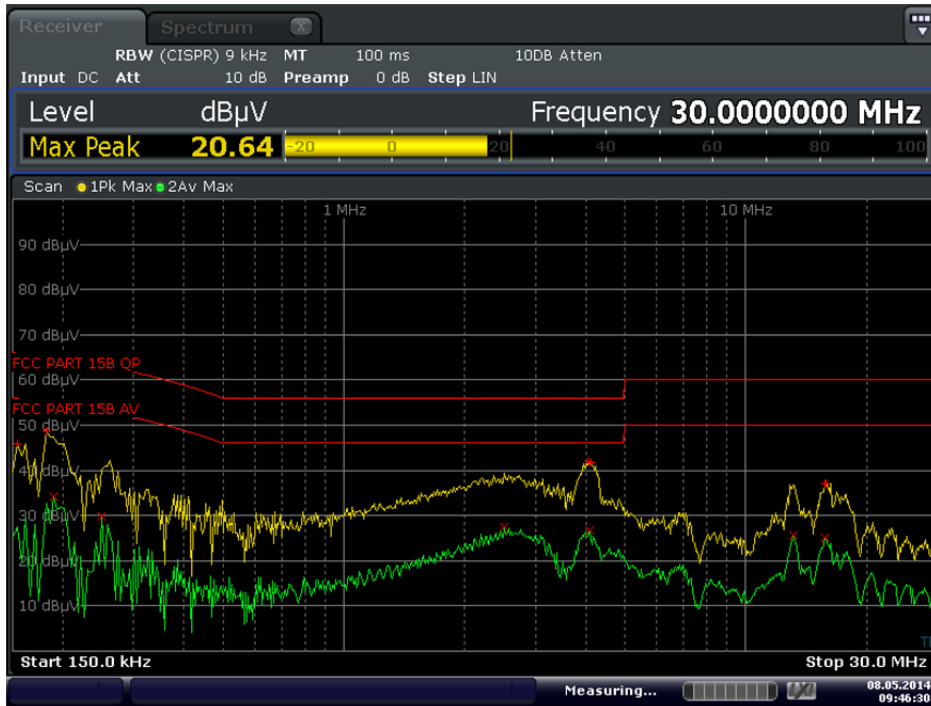 Receiver Spectrum X
RBW (CISPR) 9 kHz MT 100 ms 10DB Atten
Input DC Att 10 dB Preamp 0 dB Step LIN
Level dBµV Frequency 30.0000000 MHz
Max Peak 20.64 -20 0 20 40 60 80 100
Scan 1Pk Max 2Av Max
1 MHz 10 MHz
90 dBµV
80 dBµV
70 dBµV
FCC PART 15B QP
60 dBµV
FCC PART 15B AV
50 dBµV
40 dBµV
30 dBµV
20 dBµV
10 dBµV
Start 150.0 kHz Stop 30.0 MHz
Measuring... 08.05.2014
09:46:30